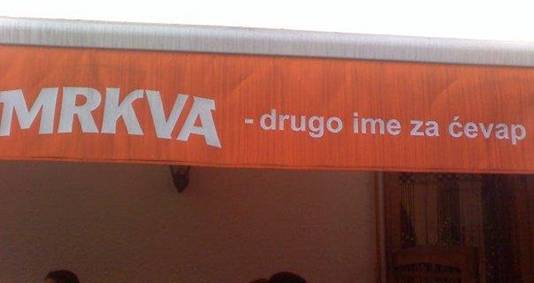 MRKVA - drugo ime za ćevap